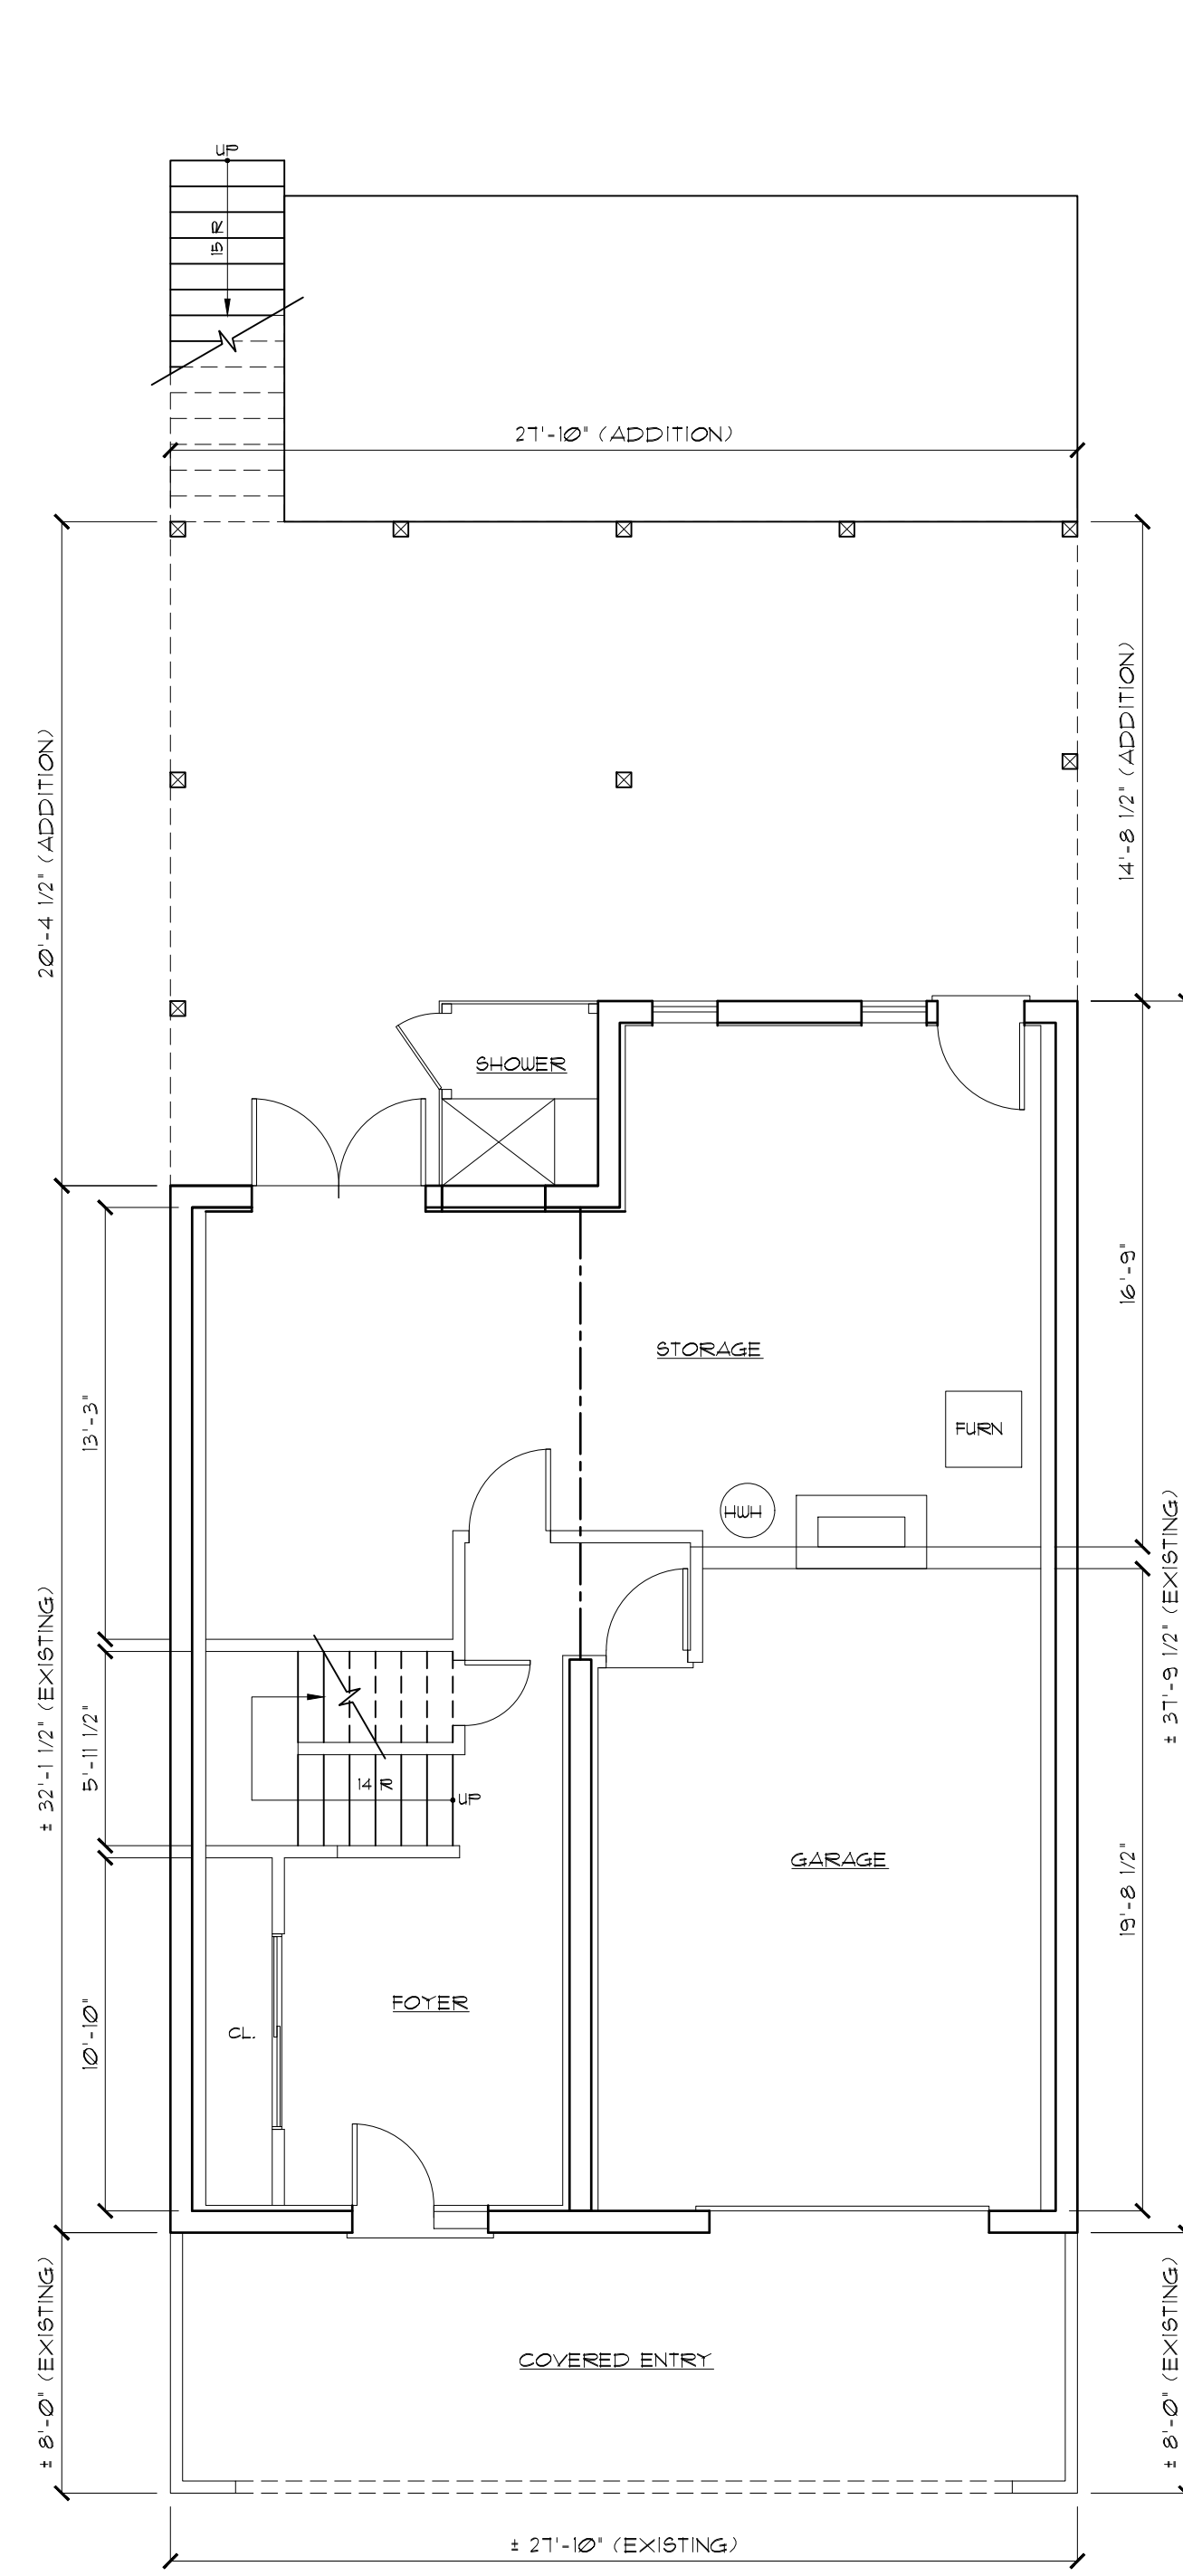 UP
15 R
27'-10" (ADDITION)
20'-4 1/2" (ADDITION)
14'-8 1/2" (ADDITION)
SHOWER
STORAGE
FURN
HWH
13'-3"
16'-9"
± 32'-1 1/2" (EXISTING)
5'-11 1/2"
± 37'-9 1/2" (EXISTING)
14 R
UP
GARAGE
19'-8 1/2"
FOYER
CL.
10'-10"
COVERED ENTRY
± 8'-0" (EXISTING)
± 8'-0" (EXISTING)
± 27'-10" (EXISTING)